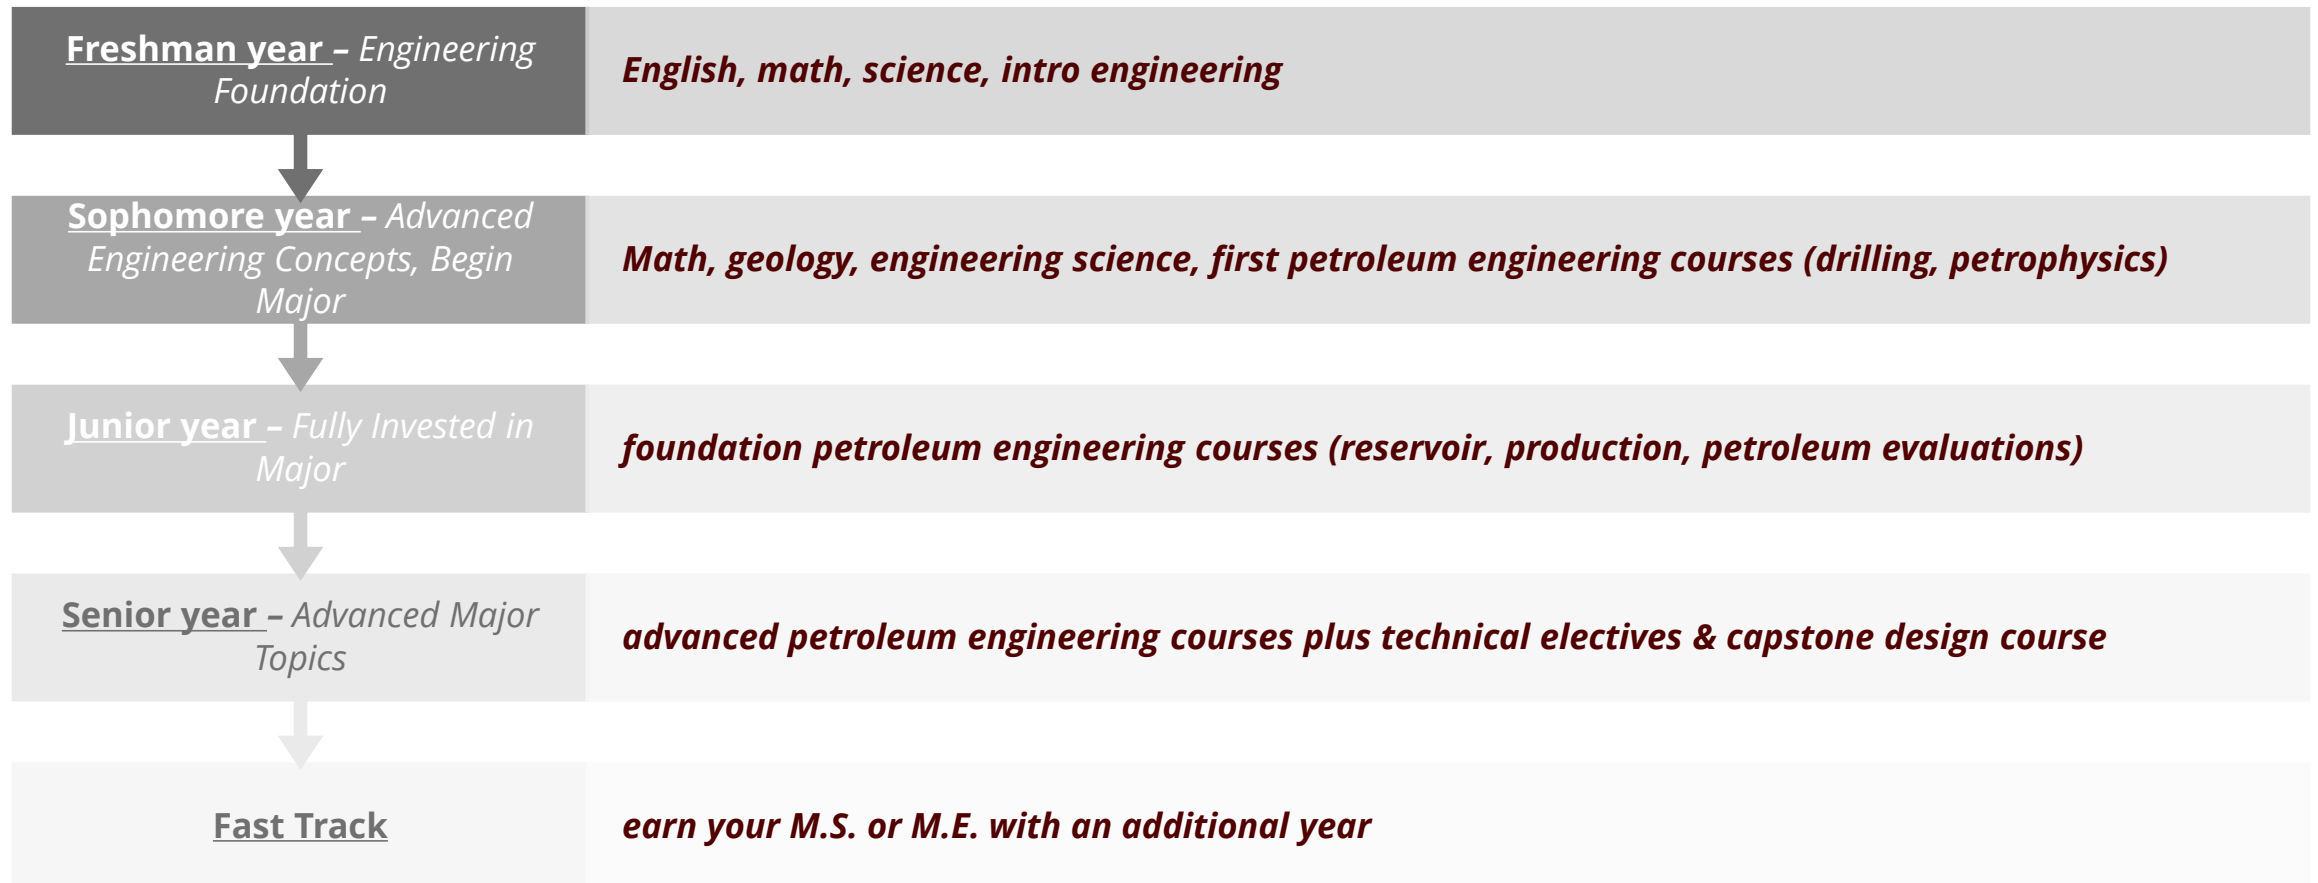 Freshman year – Engineering
Foundation
English, math, science, intro engineering
Sophomore year – Advanced
Engineering Concepts, Begin
Major
Math, geology, engineering science, first petroleum engineering courses (drilling, petrophysics)
Junior year – Fully Invested in
Major
foundation petroleum engineering courses (reservoir, production, petroleum evaluations)
Senior year – Advanced Major
Topics
advanced petroleum engineering courses plus technical electives & capstone design course
Fast Track
earn your M.S. or M.E. with an additional year